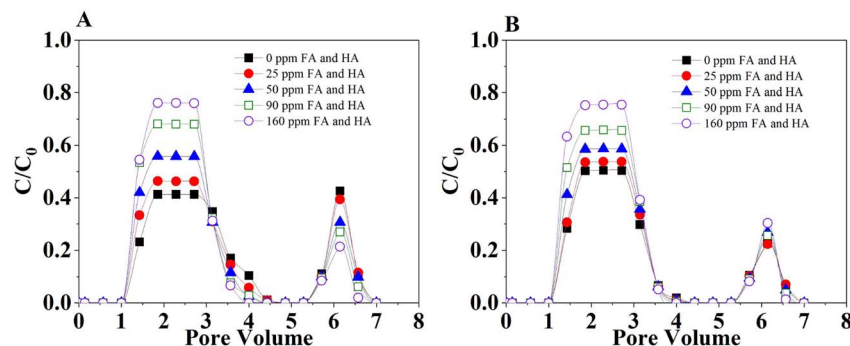 A
1.0
0.8
0.6
0.4
0.2
0.0
C/C0
0 ppm FA and HA
25 ppm FA and HA
50 ppm FA and HA
90 ppm FA and HA
160 ppm FA and HA
0 1 2 3 4 5 6 7 8
Pore Volume
B
1.0
0.8
0.6
0.4
0.2
0.0
C/C0
0 ppm FA and HA
25 ppm FA and HA
50 ppm FA and HA
90 ppm FA and HA
160 ppm FA and HA
0 1 2 3 4 5 6 7 8
Pore Volume